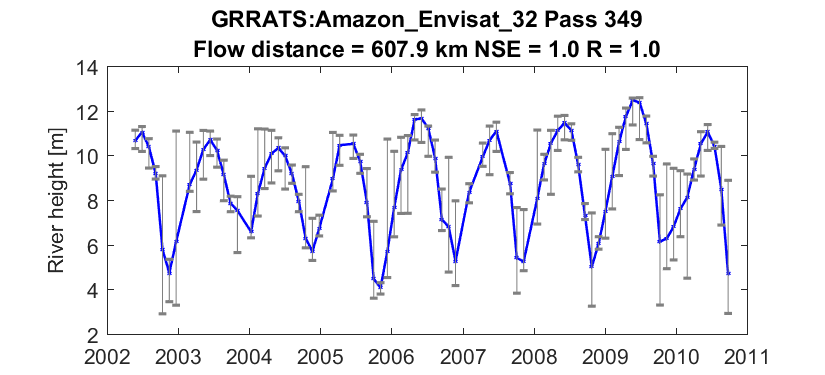 GRRATS:Amazon_Envisat_32 Pass 349
Flow distance = 607.9 km NSE = 1.0 R = 1.0
14
12
10
8
6
4
2
River height [m]
2002 2003 2004 2005 2006 2007 2008 2009 2010 2011